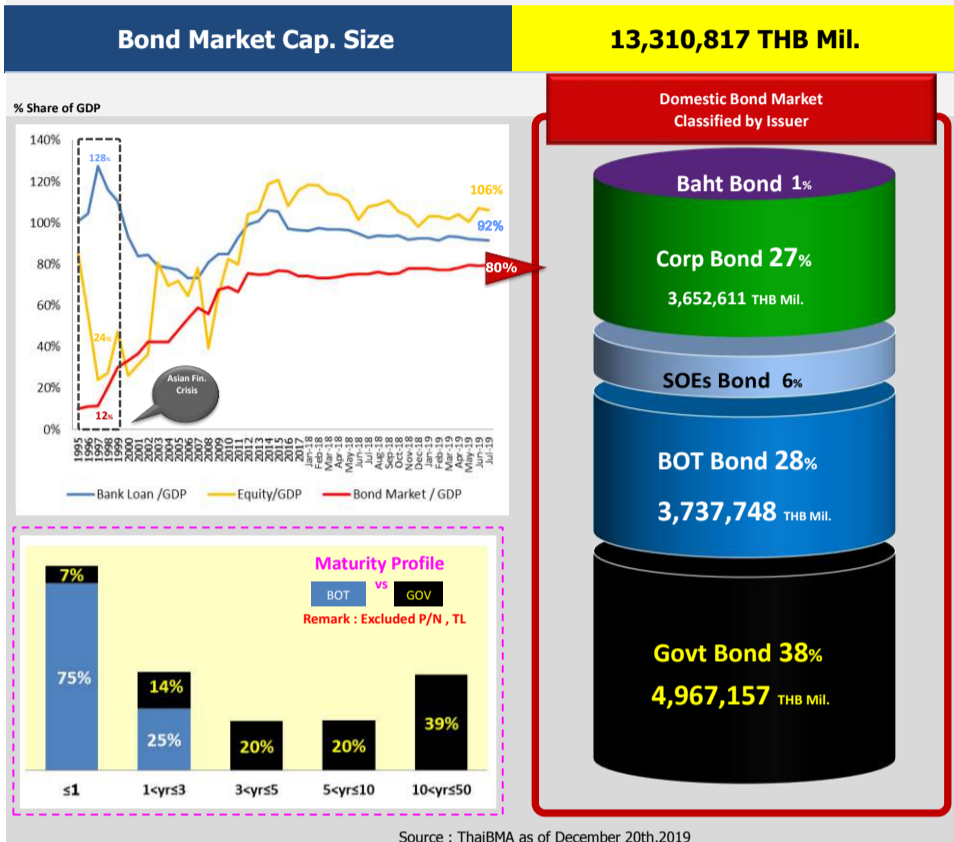 Bond Market Cap. Size
13,310,817 THB Mil.
% Share of GDP
140%
120%
100%
80%
60%
40%
20%
0%
128%
24%
12%
106%
92%
80%
Asian Fin.
Crisis
1995
1996
1997
1998
1999
2000
2001
2002
2003
2004
2005
2006
2007
2008
2009
2010
2011
2012
2013
2014
2015
2016
2017
Jan-18
Feb-18
Mar-18
Apr-18
May-18
Jun-18
Jul-18
Aug-18
Sep-18
Oct-18
Nov-18
Dec-18
Jan-19
Feb-19
Mar-19
Apr-19
May-19
Jun-19
Jul-19
Bank Loan /GDP
Equity/GDP
Bond Market / GDP
Domestic Bond Market
Classified by Issuer
Baht Bond 1%
Corp Bond 27%
3,652,611 THB Mil.
SOEs Bond 6%
BOT Bond 28%
3,737,748 THB Mil.
Govt Bond 38%
4,967,157 THB Mil.
Maturity Profile
BOT vs GOV
Remark : Excluded P/N , TL
7%
75%
14%
25%
20%
20%
39%
≤1
1<yr≤3
3<yr≤5
5<yr≤10
10<yr≤50
Source : ThaiBMA as of December 20th,2019